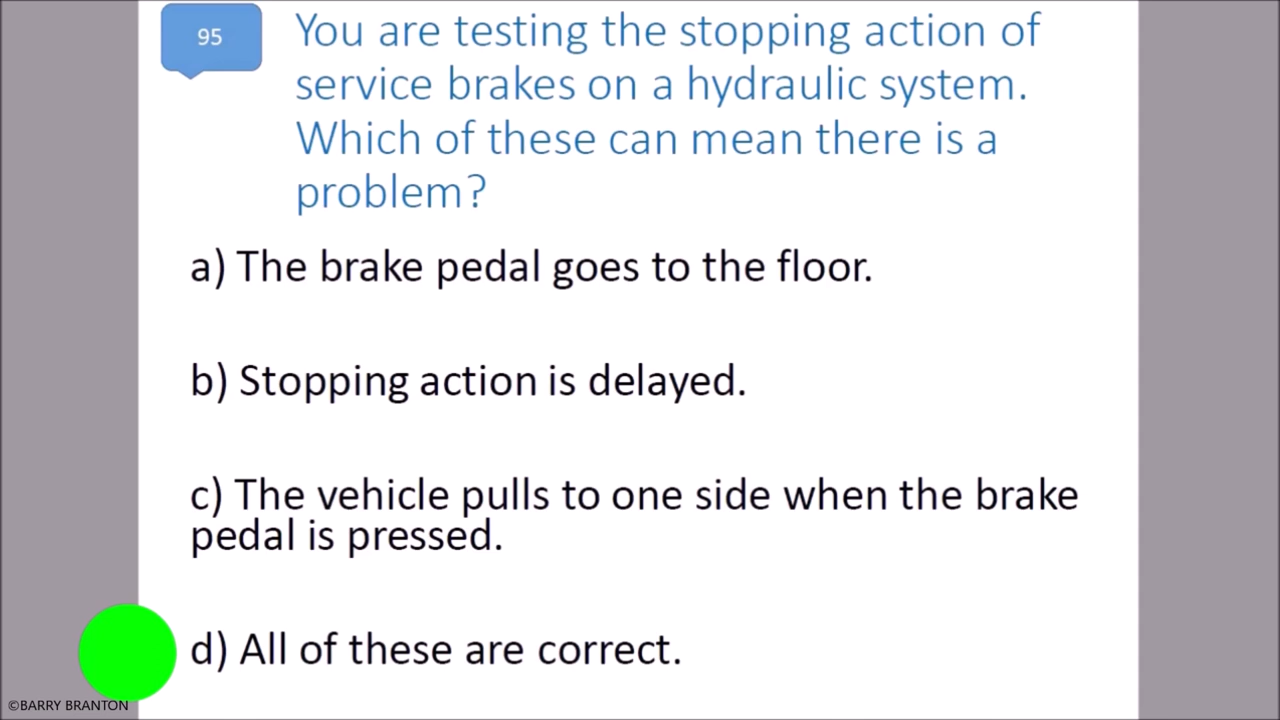 95
You are testing the stopping action of
service brakes on a hydraulic system.
Which of these can mean there is a
problem?
a) The brake pedal goes to the floor.
b) Stopping action is delayed.
c) The vehicle pulls to one side when the brake
pedal is pressed.
d) All of these are correct.
©BARRY BRANTON